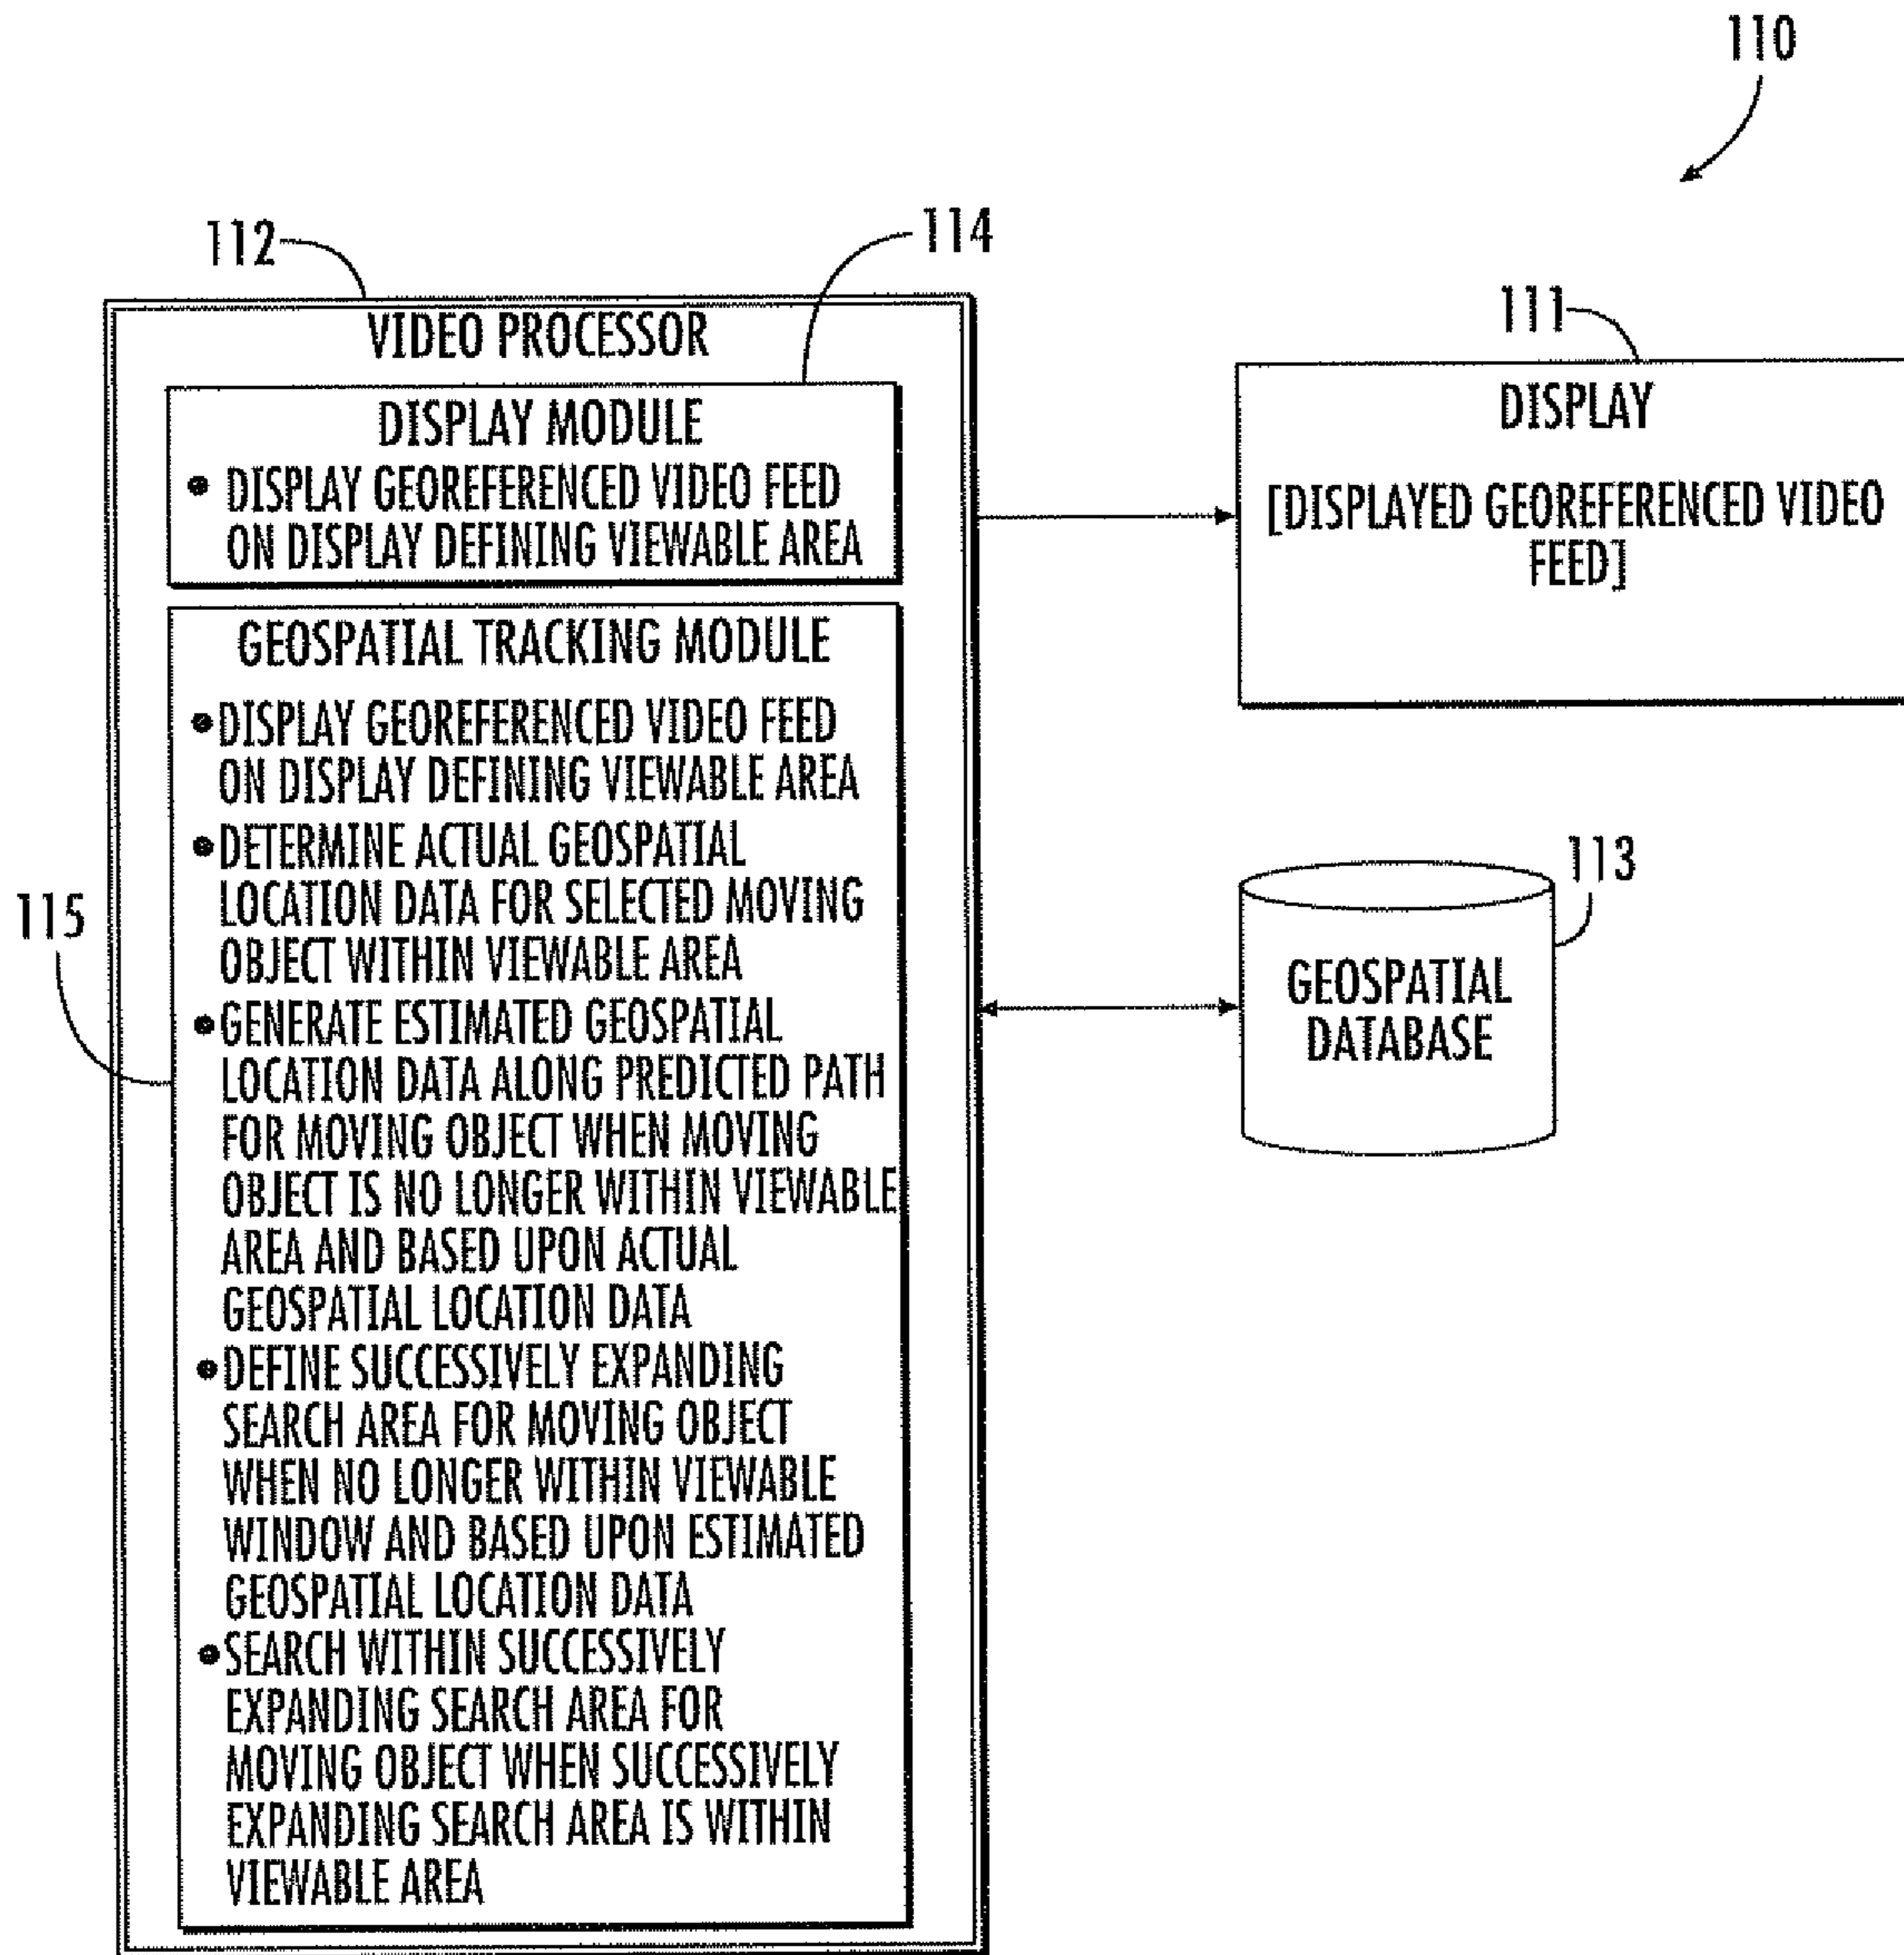 110
112
114
VIDEO PROCESSOR
DISPLAY MODULE
• DISPLAY GEOREFERENCED VIDEO FEED
ON DISPLAY DEFINING VIEWABLE AREA
111
DISPLAY
[DISPLAYED GEOREFERENCED VIDEO
FEED]
115
GEOSPATIAL TRACKING MODULE
• DISPLAY GEOREFERENCED VIDEO FEED
ON DISPLAY DEFINING VIEWABLE AREA
• DETERMINE ACTUAL GEOSPATIAL
LOCATION DATA FOR SELECTED MOVING
OBJECT WITHIN VIEWABLE AREA
• GENERATE ESTIMATED GEOSPATIAL
LOCATION DATA ALONG PREDICTED PATH
FOR MOVING OBJECT WHEN MOVING
OBJECT IS NO LONGER WITHIN VIEWABLE
AREA AND BASED UPON ACTUAL
GEOSPATIAL LOCATION DATA
• DEFINE SUCCESSIVELY EXPANDING
SEARCH AREA FOR MOVING OBJECT
WHEN NO LONGER WITHIN VIEWABLE
WINDOW AND BASED UPON ESTIMATED
GEOSPATIAL LOCATION DATA
• SEARCH WITHIN SUCCESSIVELY
EXPANDING SEARCH AREA FOR
MOVING OBJECT WHEN SUCCESSIVELY
EXPANDING SEARCH AREA IS WITHIN
VIEWABLE AREA
113
GEOSPATIAL
DATABASE